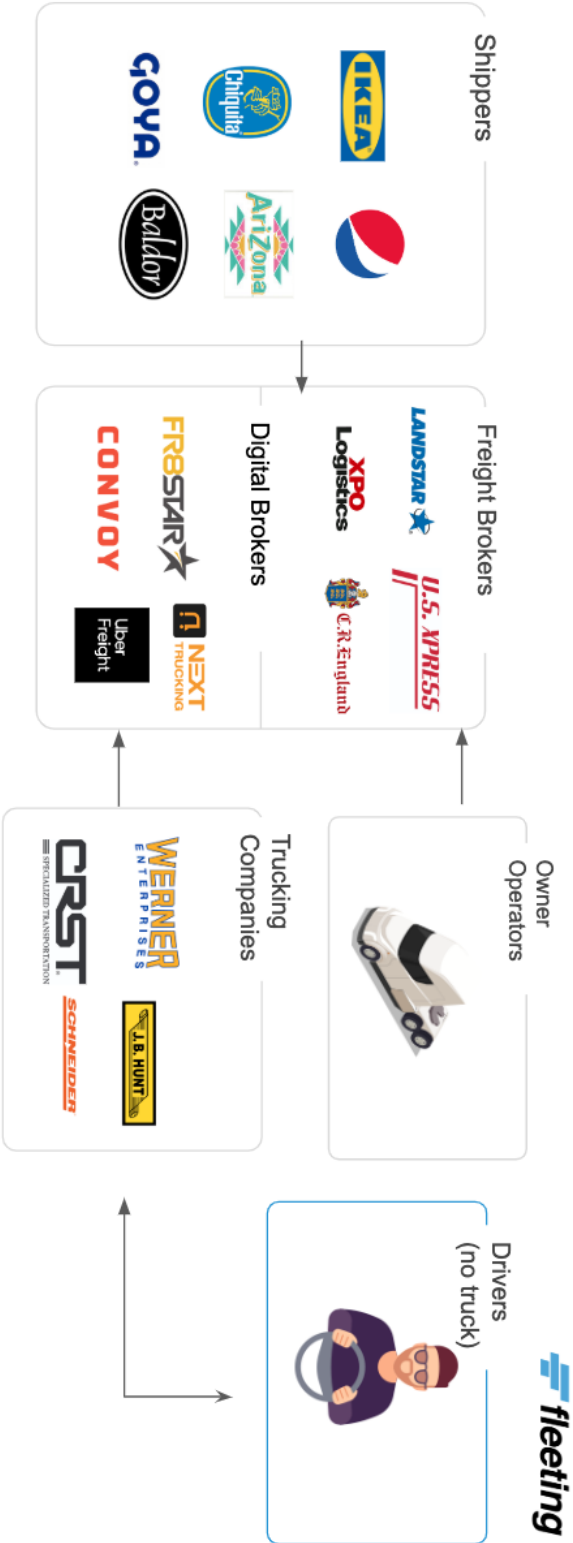 fleeting
Shippers
IKEA
Chiquita
AriZona
GOYA
Baldor
Freight Brokers
LANDSTAR
U.S. XPRESS
XPO
Logistics
C.R. England
Digital Brokers
FR8STAR
NEXT
TRUCKING
CONVOY
Uber
Freight
Owner
Operators
Trucking
Companies
WERNER
ENTERPRISES
J.B. HUNT
CRST
SPECIALIZED TRANSPORTATION
SCHNEIDER
Drivers
(no truck)